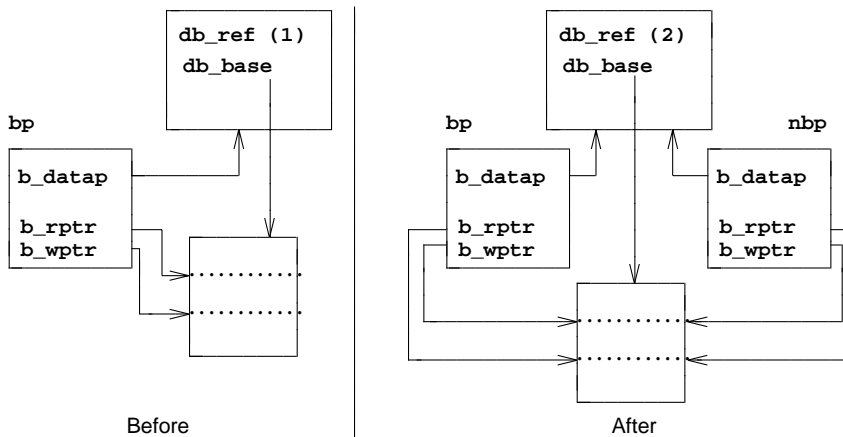 db_ref (1)
db_base
bp
b_datap
b_rptr
b_wptr
Before
db_ref (2)
db_base
bp
nbp
b_datap
b_datap
b_rptr
b_wptr
b_rptr
b_wptr
After